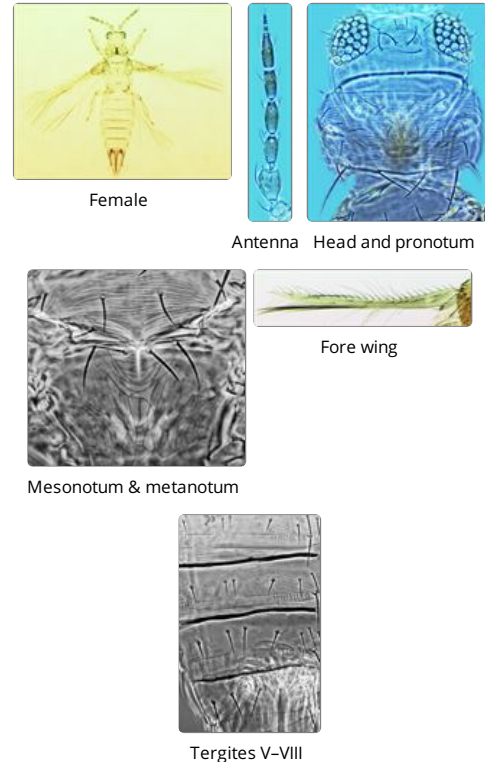 Female
Antenna
Head and pronotum
Fore wing
Mesonotum & metanotum
Tergites V–VIII